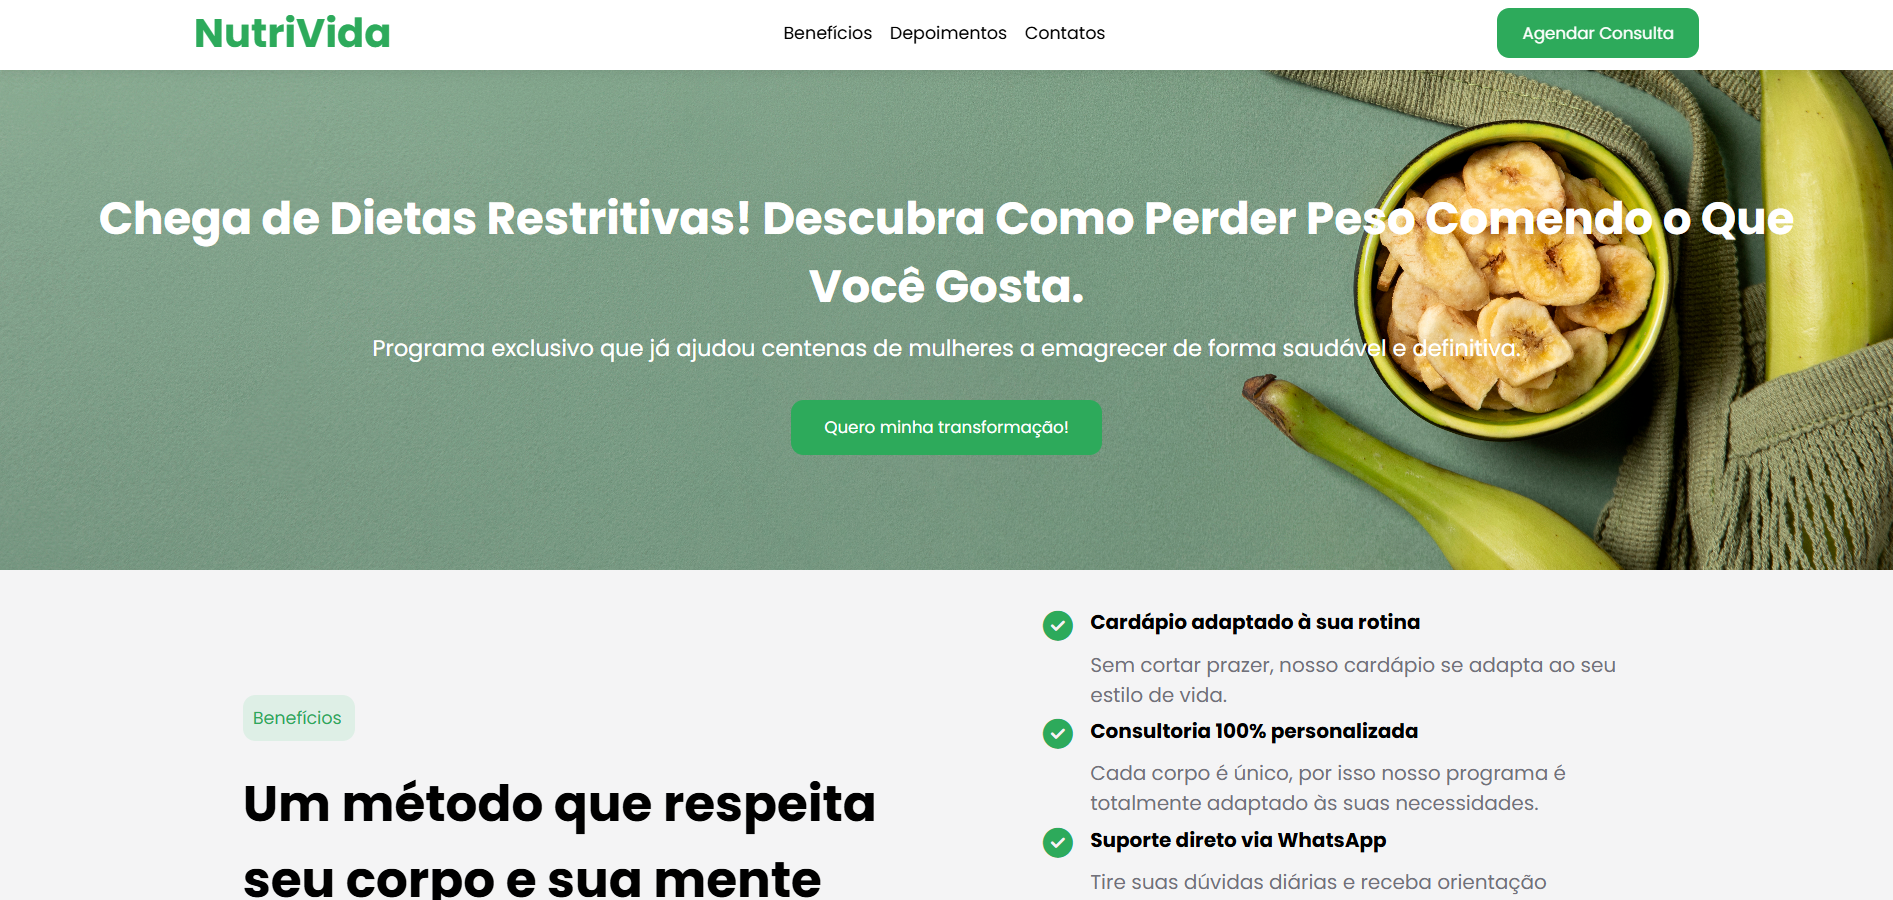 NutriVida
Benefícios Depoimentos Contatos
Agendar Consulta
Chega de Dietas Restritivas! Descubra Como Perder Peso Comendo o Que
Você Gosta.
Programa exclusivo que já ajudou centenas de mulheres a emagrecer de forma saudável e definitiva.
Quero minha transformação!
Benefícios
Um método que respeita
seu corpo e sua mente
Cardápio adaptado à sua rotina
Sem cortar prazer, nosso cardápio se adapta ao seu
estilo de vida.
Consultoria 100% personalizada
Cada corpo é único, por isso nosso programa é
totalmente adaptado às suas necessidades.
Suporte direto via WhatsApp
Tire suas dúvidas diárias e receba orientação